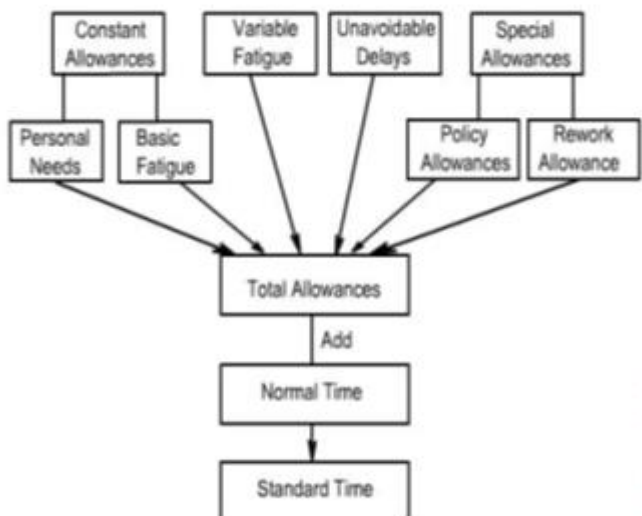 Constant
Allowances
Variable
Fatigue
Unavoidable
Delays
Special
Allowances
Personal
Needs
Basic
Fatigue
Policy
Allowances
Rework
Allowance
Total Allowances
Add
Normal Time
Standard Time